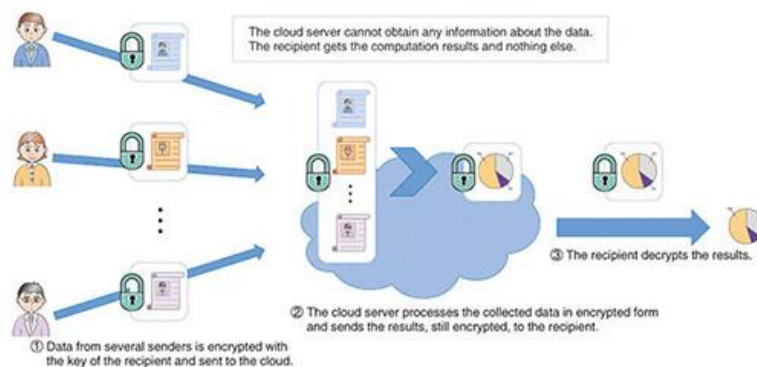 The cloud server cannot obtain any information about the data.
The recipient gets the computation results and nothing else.
③ The recipient decrypts the results.
② The cloud server processes the collected data in encrypted form
and sends the results, still encrypted, to the recipient.
① Data from several senders is encrypted with
the key of the recipient and sent to the cloud.